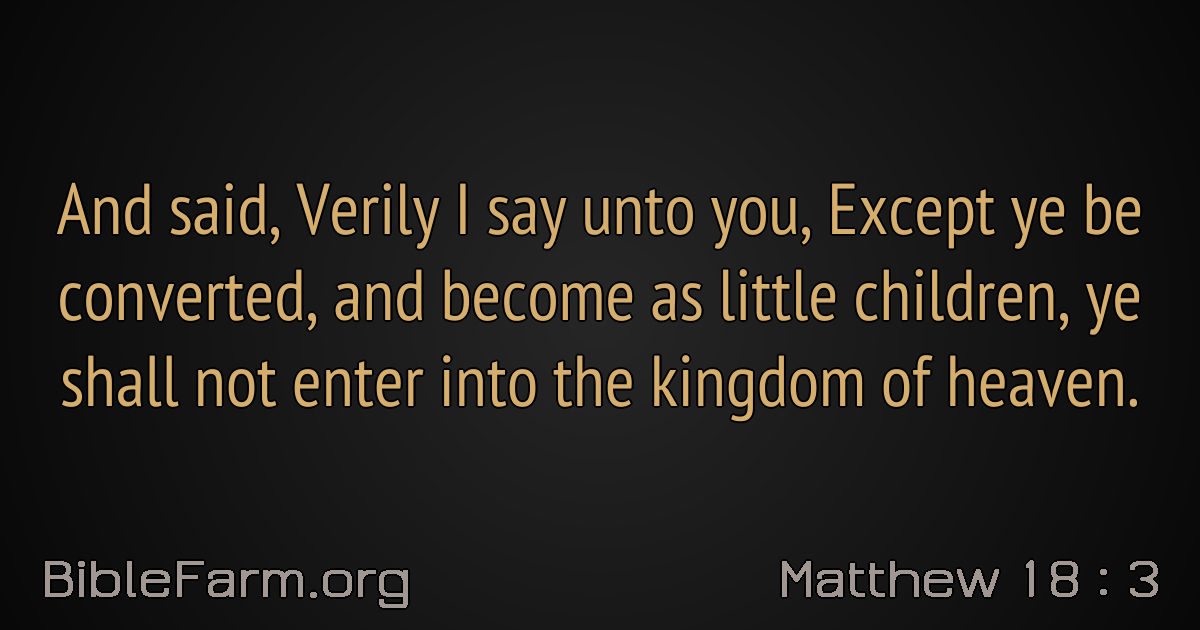 And said, Verily I say unto you, Except ye be
converted, and become as little children, ye
shall not enter into the kingdom of heaven.
BibleFarm.org
Matthew 18 : 3